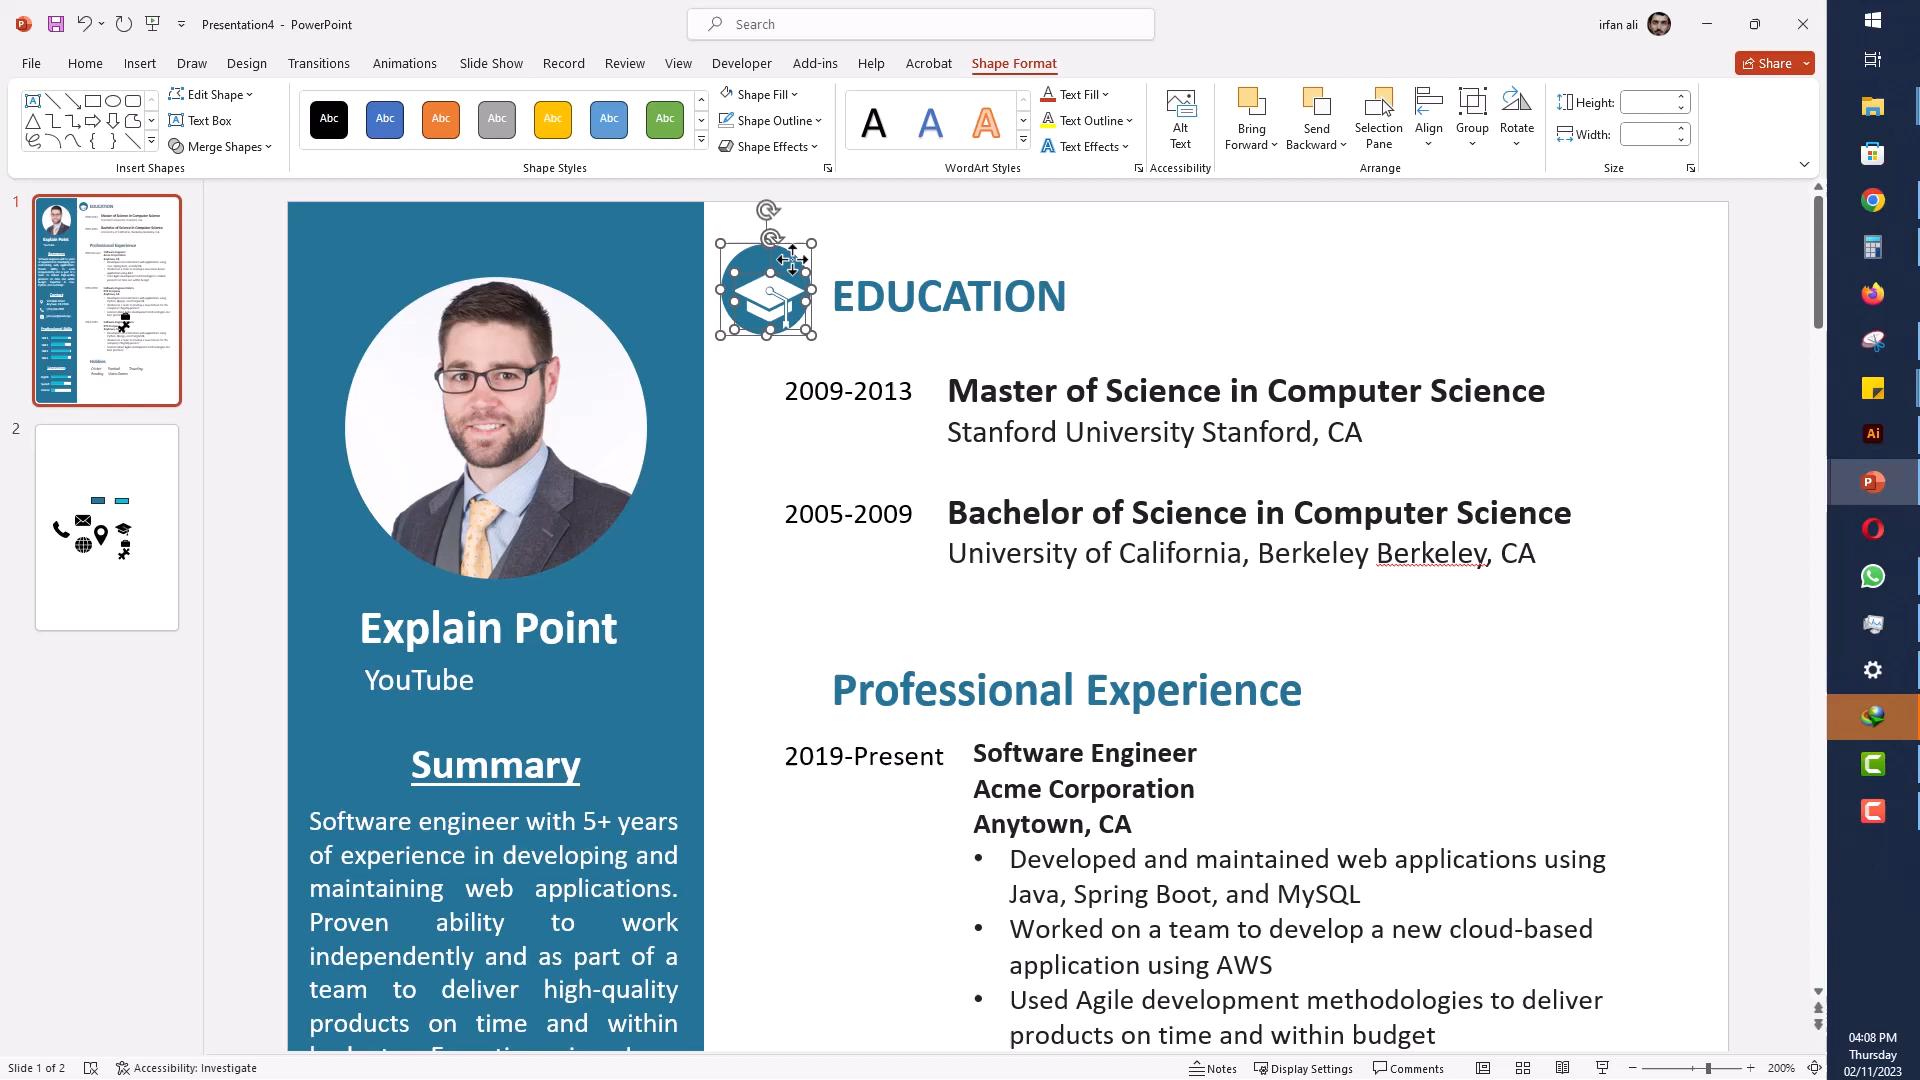 Presentation4 - PowerPoint
Search
irfan ali
File Home Insert Draw Design Transitions Animations Slide Show Record Review View Developer Add-ins Help Acrobat Shape Format
Share
Edit Shape
Text Box
Merge Shapes
Insert Shapes
Abc Abc Abc Abc Abc Abc Abc
Shape Fill
Shape Outline
Shape Effects
Shape Styles
A A A
Text Fill
Text Outline
Text Effects
WordArt Styles
Alt Text
Accessibility
Bring Forward
Send Backward
Selection Pane
Align
Group
Rotate
Arrange
Height:
Width:
Size
1
2
Explain Point
YouTube
Summary
Software engineer with 5+ years
of experience in developing and
maintaining web applications.
Proven ability to work
independently and as part of a
team to deliver high-quality
products on time and within
EDUCATION
2009-2013 Master of Science in Computer Science
Stanford University Stanford, CA
2005-2009 Bachelor of Science in Computer Science
University of California, Berkeley Berkeley, CA
Professional Experience
2019-Present Software Engineer
Acme Corporation
Anytown, CA
• Developed and maintained web applications using
Java, Spring Boot, and MySQL
• Worked on a team to develop a new cloud-based
application using AWS
• Used Agile development methodologies to deliver
products on time and within budget
Ai
04:08 PM
Thursday
02/11/2023
Slide 1 of 2
Accessibility: Investigate
Notes
Display Settings
Comments
200%